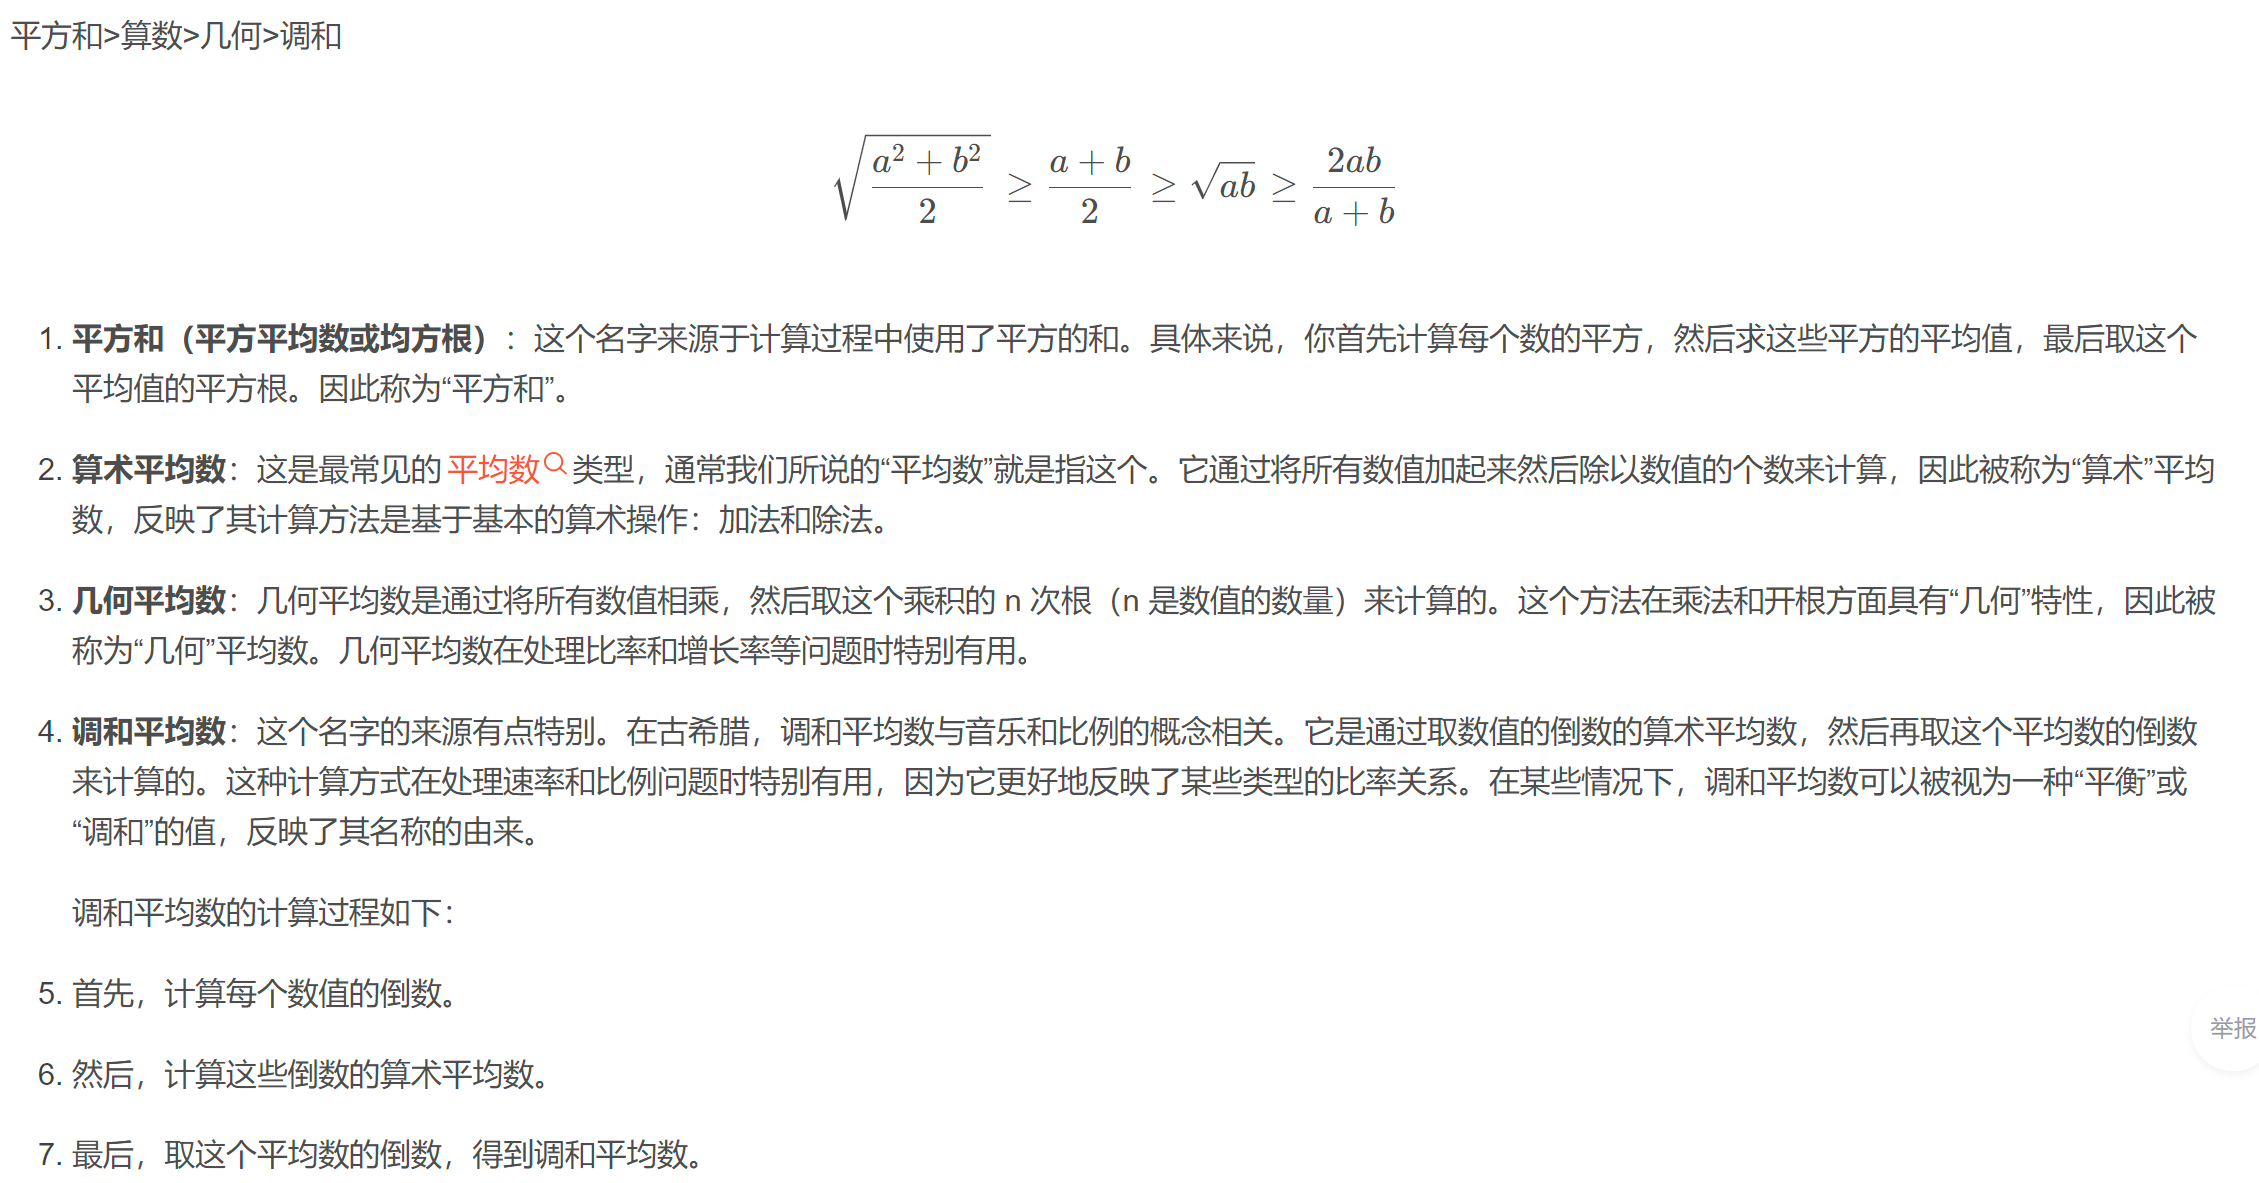 平方和>算数>几何>调和
\sqrt{\frac{a^2+b^2}{2}} \geq \frac{a+b}{2} \geq \sqrt{ab} \geq \frac{2ab}{a+b}
1. 平方和（平方平均数或均方根）：这个名字来源于计算过程中使用了平方的和。具体来说，你首先计算每个数的平方，然后求这些平方的平均值，最后取这个
平均值的平方根。因此称为“平方和”。
2. 算术平均数：这是最常见的 平均数 类型，通常我们所说的“平均数”就是指这个。它通过将所有数值加起来然后除以数值的个数来计算，因此被称为“算术”平均
数，反映了其计算方法是基于基本的算术操作：加法和除法。
3. 几何平均数：几何平均数是通过将所有数值相乘，然后取这个乘积的 n 次根（n 是数值的数量）来计算的。这个方法在乘法和开根方面具有“几何”特性，因此被
称为“几何”平均数。几何平均数在处理比率和增长率等问题时特别有用。
4. 调和平均数：这个名字的来源有点特别。在古希腊，调和平均数与音乐和比例的概念相关。它是通过取数值的倒数的算术平均数，然后再取这个平均数的倒数
来计算的。这种计算方式在处理速率和比例问题时特别有用，因为它更好地反映了某些类型的比率关系。在某些情况下，调和平均数可以被视为一种“平衡”或
“调和”的值，反映了其名称的由来。
调和平均数的计算过程如下：
5. 首先，计算每个数值的倒数。
举报
6. 然后，计算这些倒数的算术平均数。
7. 最后，取这个平均数的倒数，得到调和平均数。